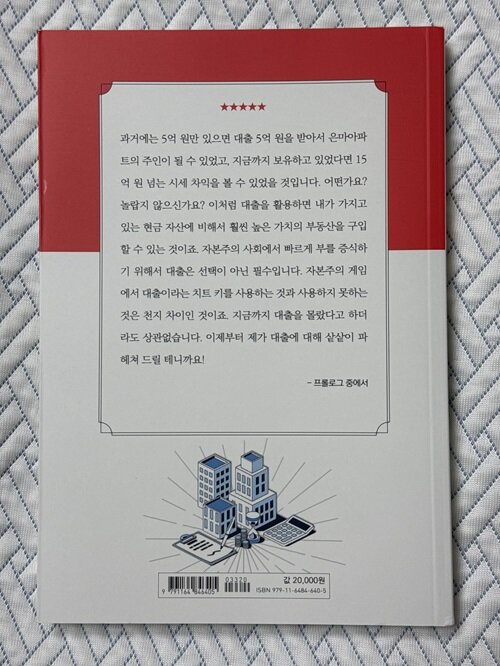 ★★★★★
과거에는 5억 원만 있으면 대출 5억 원을 받아서 은마아파
트의 주인이 될 수 있었고, 지금까지 보유하고 있었다면 15
억 원 넘는 시세 차익을 볼 수 있었을 것입니다. 어떤가요?
놀랍지 않으신가요? 이처럼 대출을 활용하면 내가 가지고
있는 현금 자산에 비해서 훨씬 높은 가치의 부동산을 구입
할 수 있는 것이죠. 자본주의 사회에서 빠르게 부를 증식하
기 위해서 대출은 선택이 아닌 필수입니다. 자본주의 게임
에서 대출이라는 치트 키를 사용하는 것과 사용하지 못하는
것은 천지 차이인 것이죠. 지금까지 대출을 몰랐다고 하더
라도 상관없습니다. 이제부터 제가 대출에 대해 샅샅이 파
헤쳐 드릴 테니까요!
- 프롤로그 중에서
03320
9 791164 846405
값 20,000원
ISBN 979-11-6484-640-5